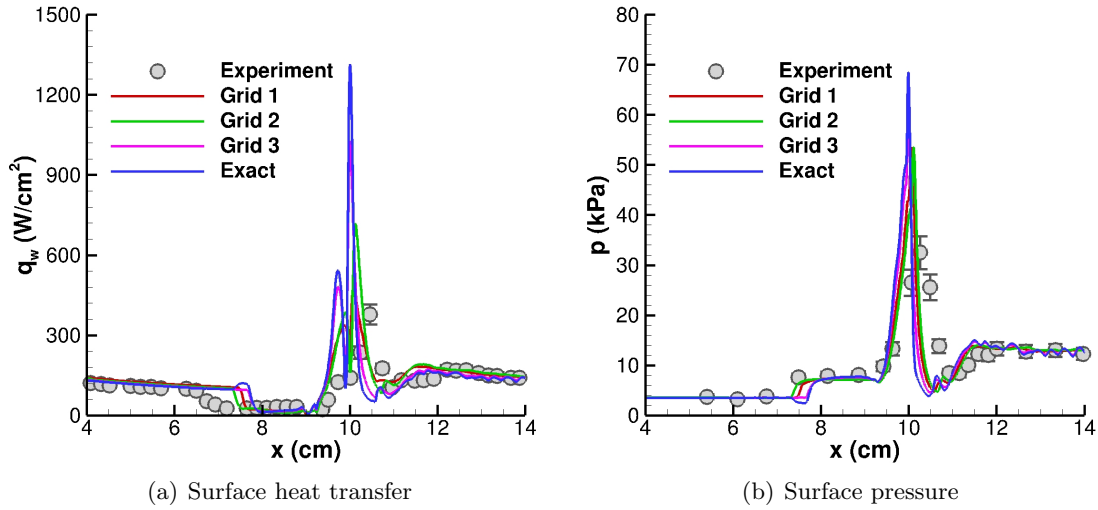 1500
1200
900
600
300
0
q_w (W/cm²)
Experiment
Grid 1
Grid 2
Grid 3
Exact
4 6 8 10 12 14
x (cm)
(a) Surface heat transfer
80
70
60
50
40
30
20
10
0
p (kPa)
Experiment
Grid 1
Grid 2
Grid 3
Exact
4 6 8 10 12 14
x (cm)
(b) Surface pressure